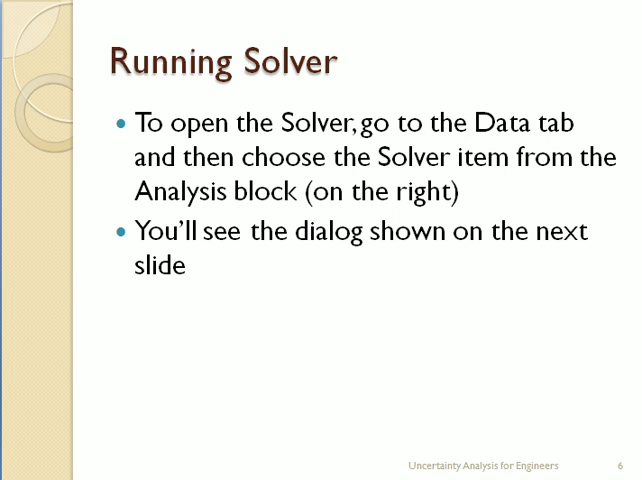 Running Solver
• To open the Solver, go to the Data tab
and then choose the Solver item from the
Analysis block (on the right)
• You'll see the dialog shown on the next
slide
Uncertainty Analysis for Engineers
6